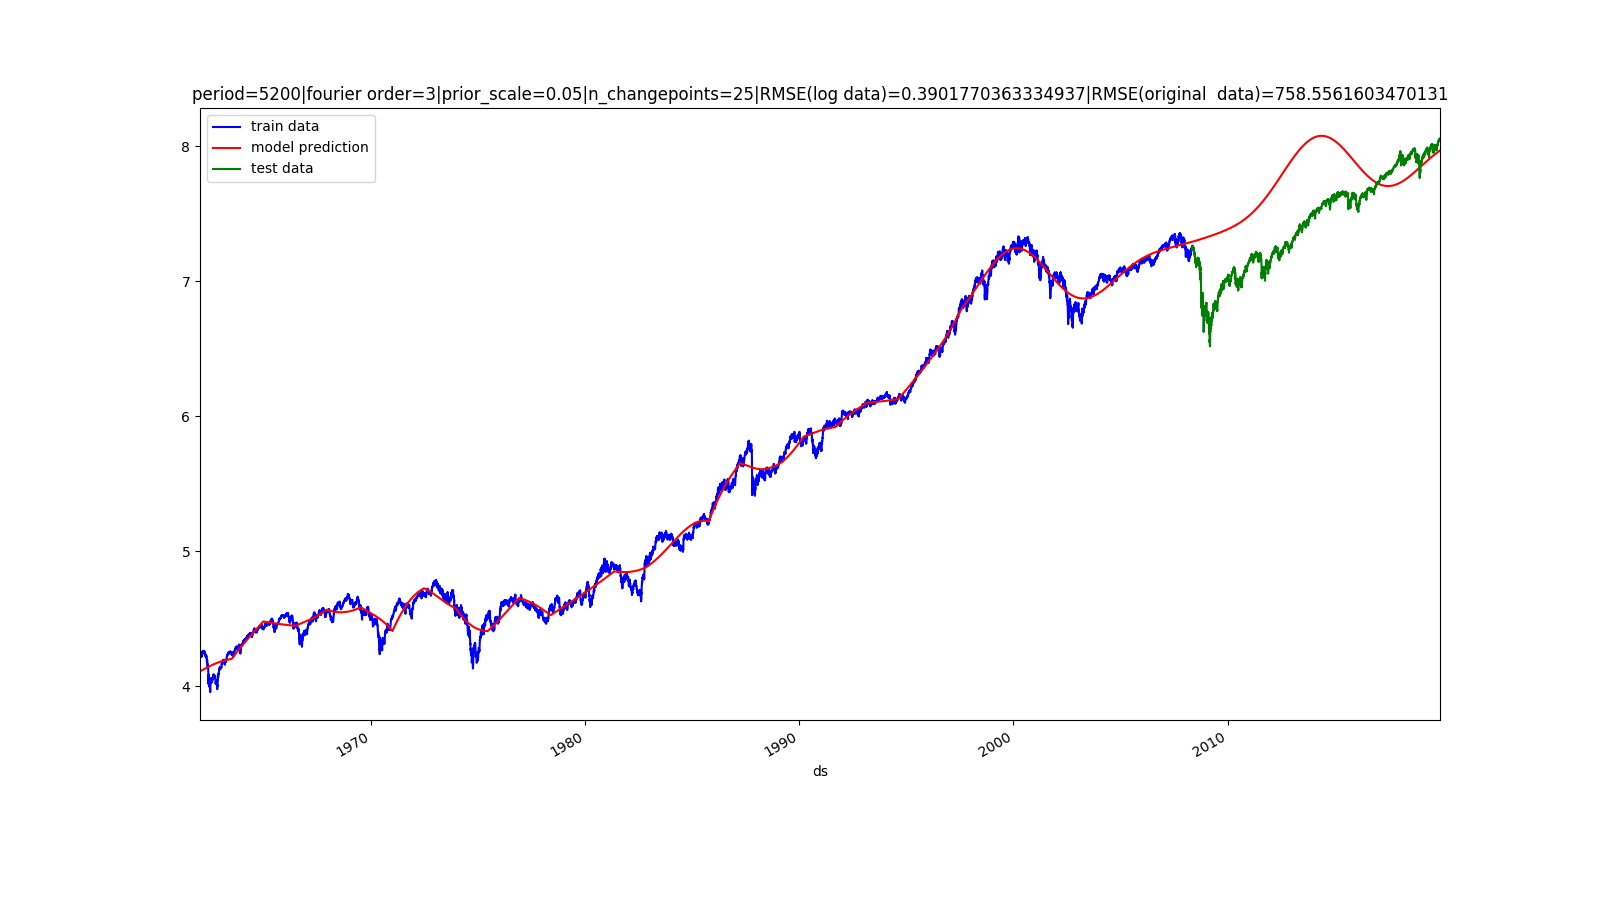 period=5200|fourier order=3|prior_scale=0.05|n_changepoints=25|RMSE(log data)=0.3901770363334937|RMSE(original  data)=758.5561603470131
train data
model prediction
test data
8
7
6
5
4
1970
1980
1990
2000
2010
ds